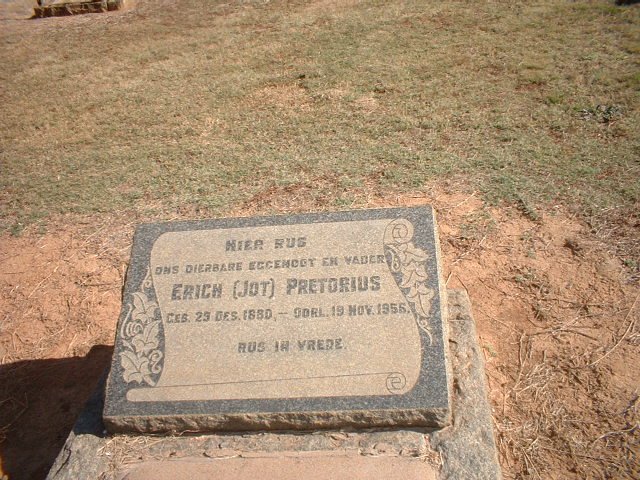 HIER RUS
ONS DIERBARE EGGENOOT EN VADER
ERICH (JOT) PRETORIUS
GEB. 29 DES. 1880, – OORL. 19 NOV. 1956.
RUS IN VREDE.